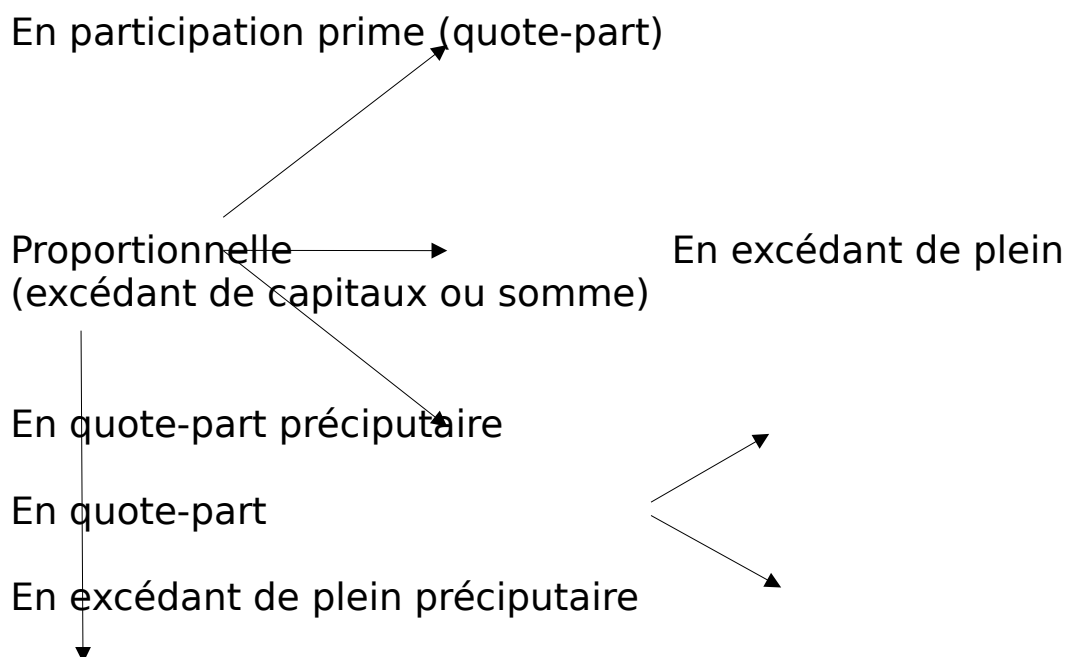 En participation prime (quote-part)
Proportionnelle En excédant de plein
(excédant de capitaux ou somme)
En quote-part préciputaire
En quote-part
En excédant de plein préciputaire